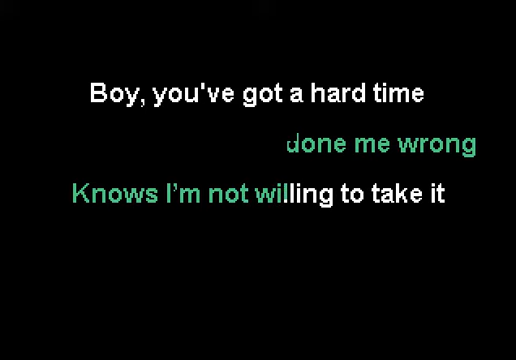 Boy, you've got a hard time
done me wrong
Knows I’m not willing to take it